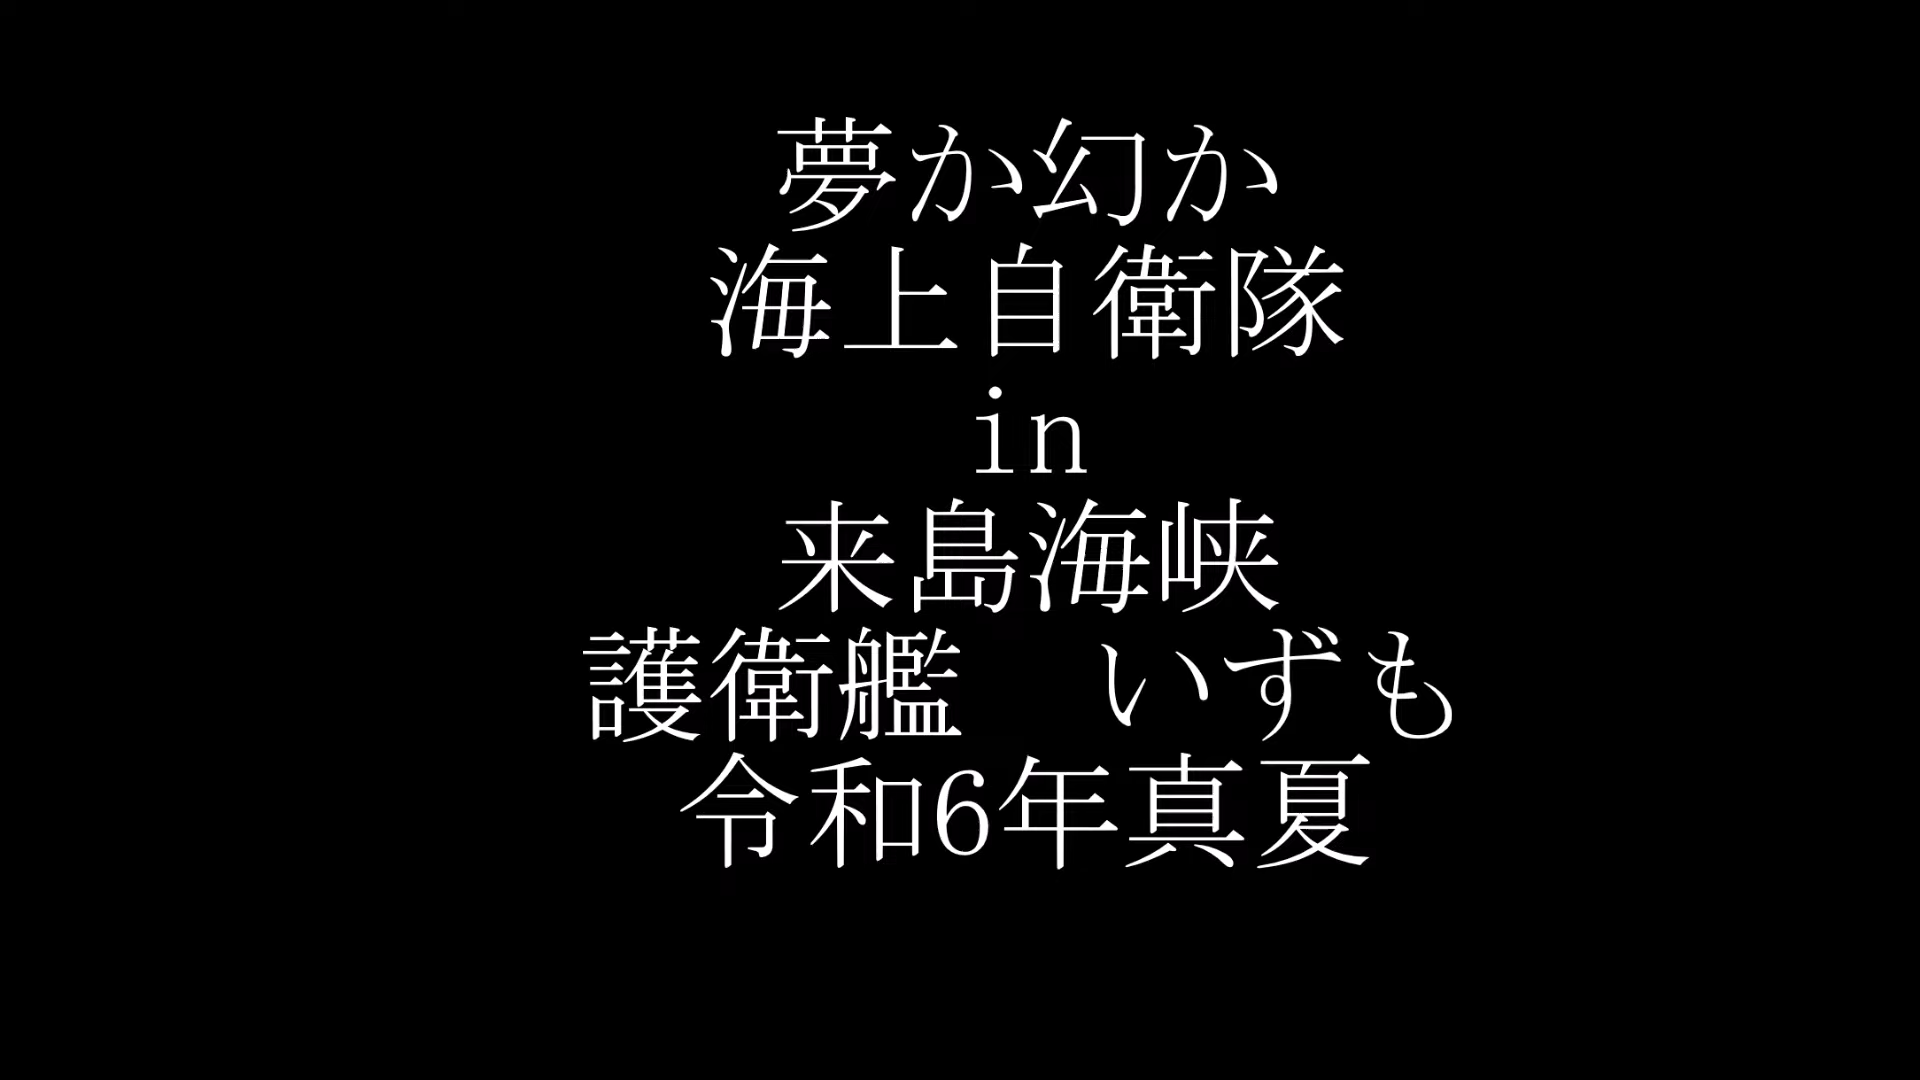 夢か幻か
海上自衛隊
in
来島海峡
護衛艦　いずも
令和6年真夏